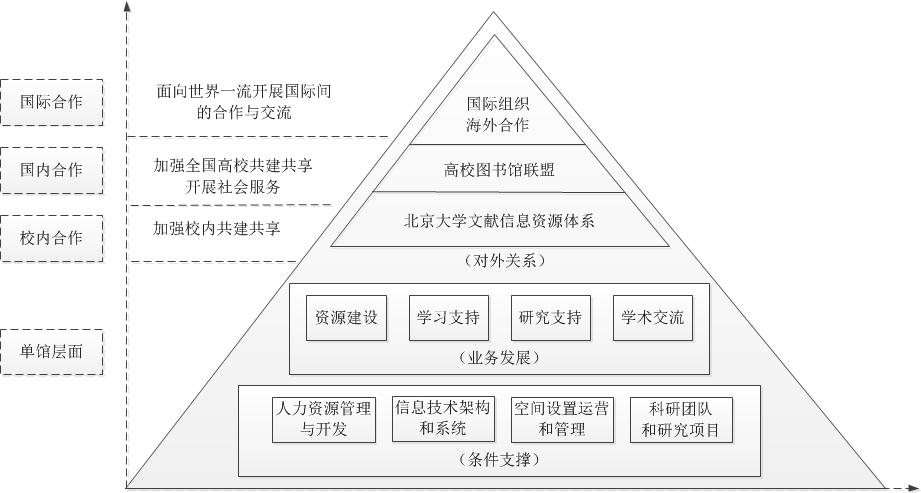 国际合作
面向世界一流开展国际间
的合作与交流
国际组织
海外合作
国内合作
加强全国高校共建共享
开展社会服务
高校图书馆联盟
校内合作
加强校内共建共享
北京大学文献信息资源体系
（对外关系）
单馆层面
资源建设
学习支持
研究支持
学术交流
（业务发展）
人力资源管理
与开发
信息技术架构
和系统
空间设置运营
和管理
科研团队
和研究项目
（条件支撑）